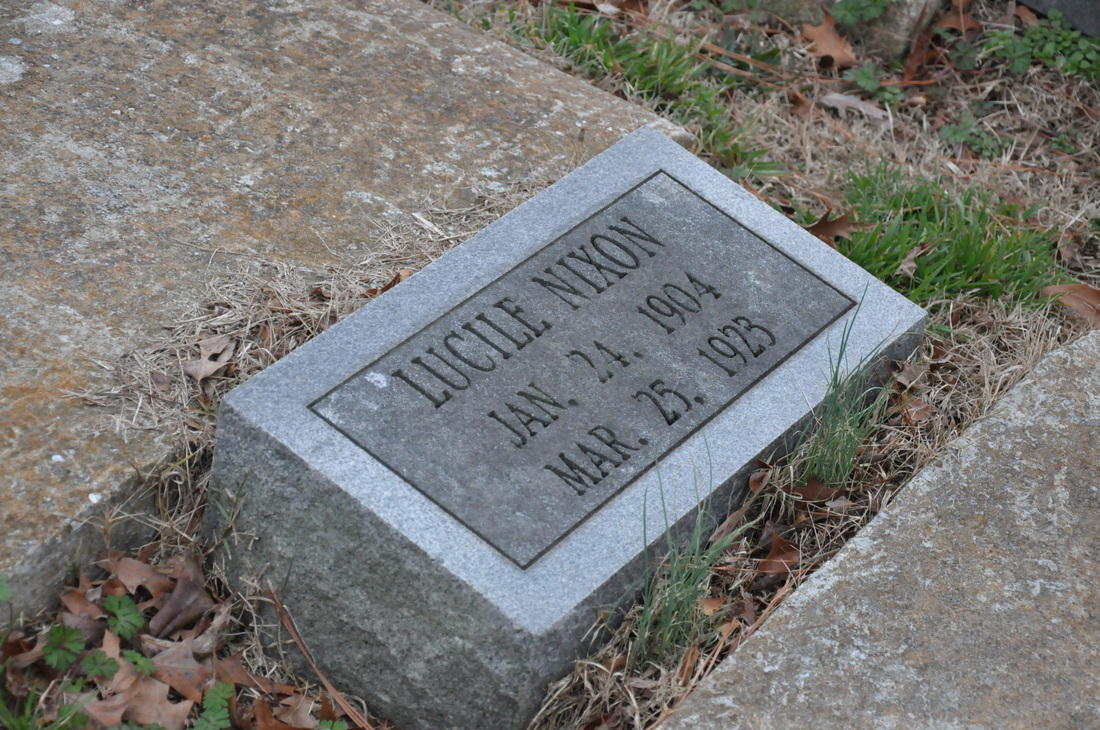 LUCILE NIXON
JAN. 24. 1904
MAR. 25, 1923